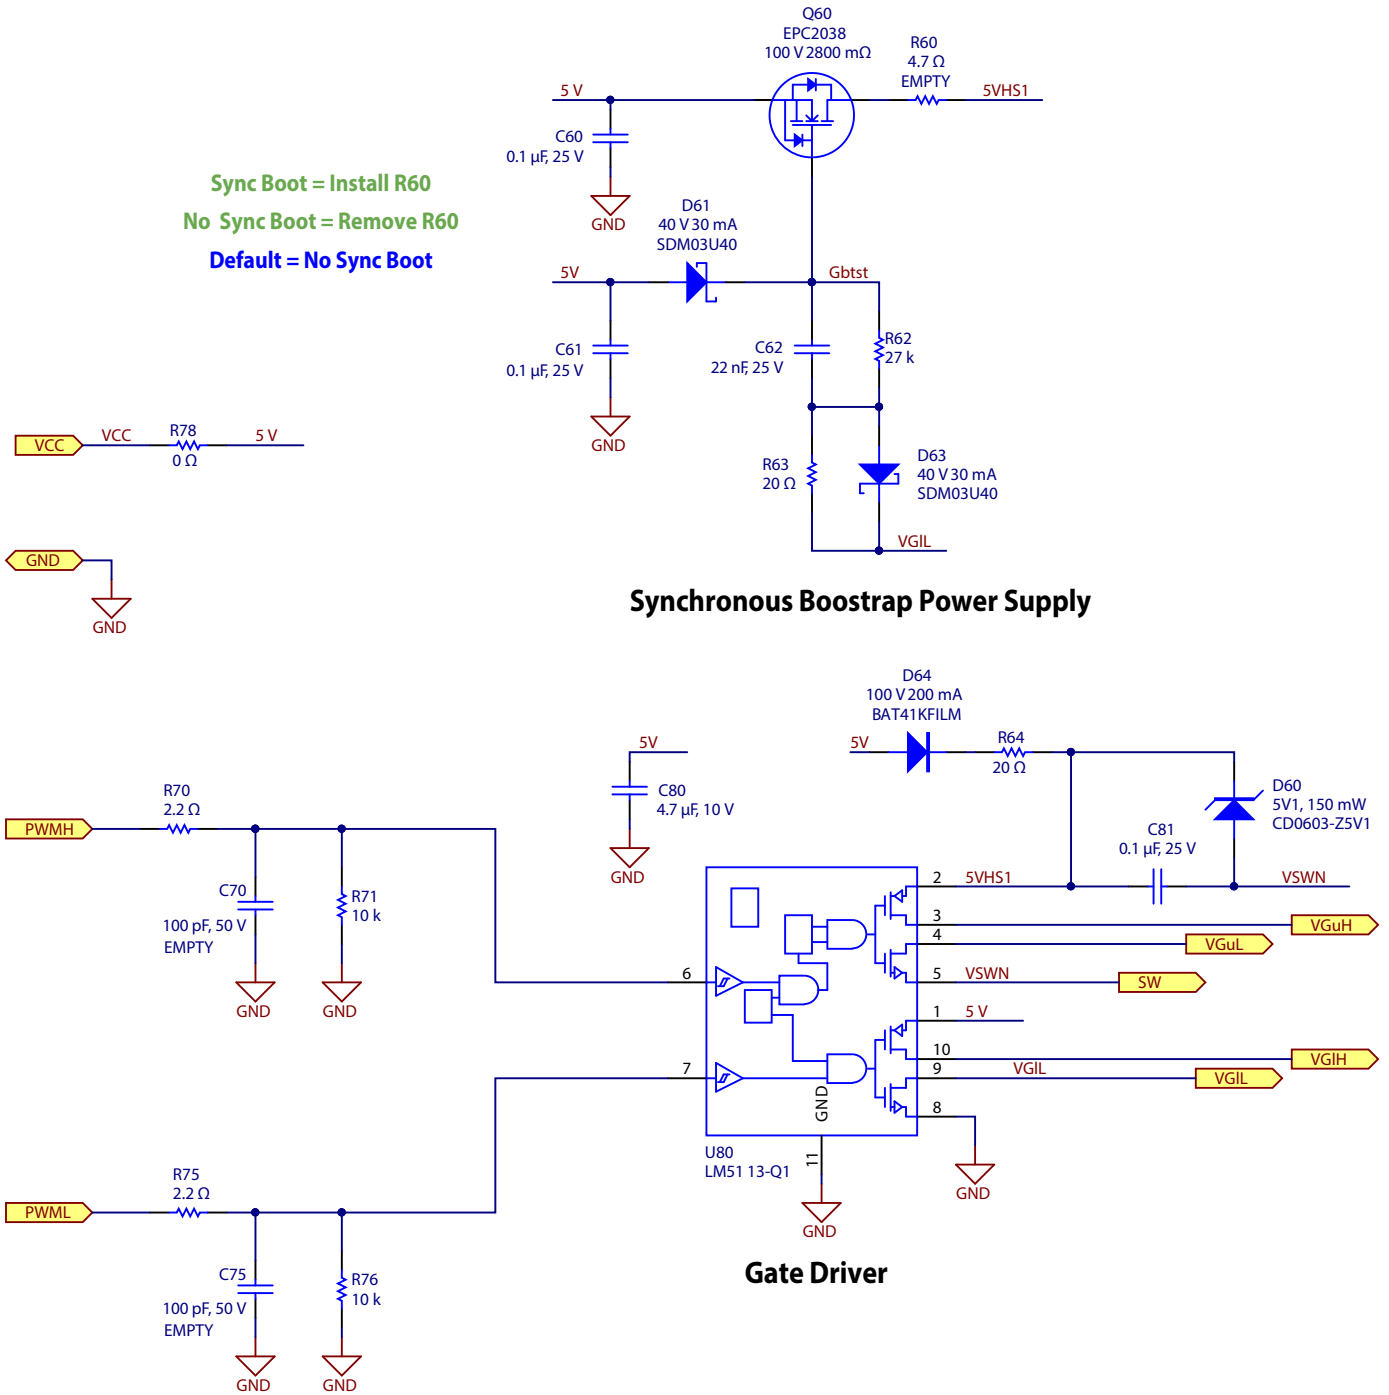 Q60
EPC2038
100 V 2800 mΩ
R60
4.7 Ω
EMPTY
5 V
5VHS1
C60
0.1 µF, 25 V
GND
Sync Boot = Install R60
No Sync Boot = Remove R60
Default = No Sync Boot
D61
40 V 30 mA
SDM03U40
5V
Gbtst
C61
0.1 µF, 25 V
GND
C62
22 nF, 25 V
R62
27 k
VCC
VCC
R78
0 Ω
5 V
R63
20 Ω
D63
40 V 30 mA
SDM03U40
VGlL
GND
GND
Synchronous Boostrap Power Supply
D64
100 V 200 mA
BAT41KFILM
5V
R64
20 Ω
5V
C80
4.7 µF, 10 V
GND
D60
5V1, 150 mW
CD0603-Z5V1
C81
0.1 µF, 25 V
PWMH
R70
2.2 Ω
C70
100 pF, 50 V
EMPTY
R71
10 k
GND
GND
2
5VHS1
VSWN
3
VGuH
4
VGuL
6
5
VSWN
SW
1
5 V
10
VGlH
7
9
VGlL
VGlL
8
GND
GND
U80
LM51 13-Q1
11
GND
GND
PWML
R75
2.2 Ω
C75
100 pF, 50 V
EMPTY
R76
10 k
GND
GND
Gate Driver